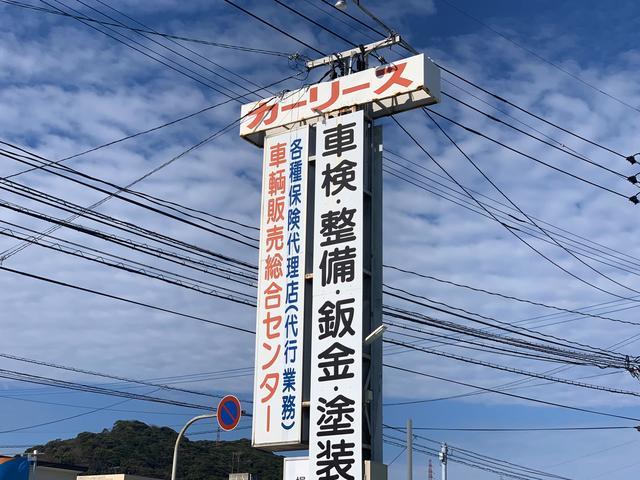 カーリース
車検・整備・鈑金・塗装
各種保険代理店(代行業務)
車輌販売総合センター